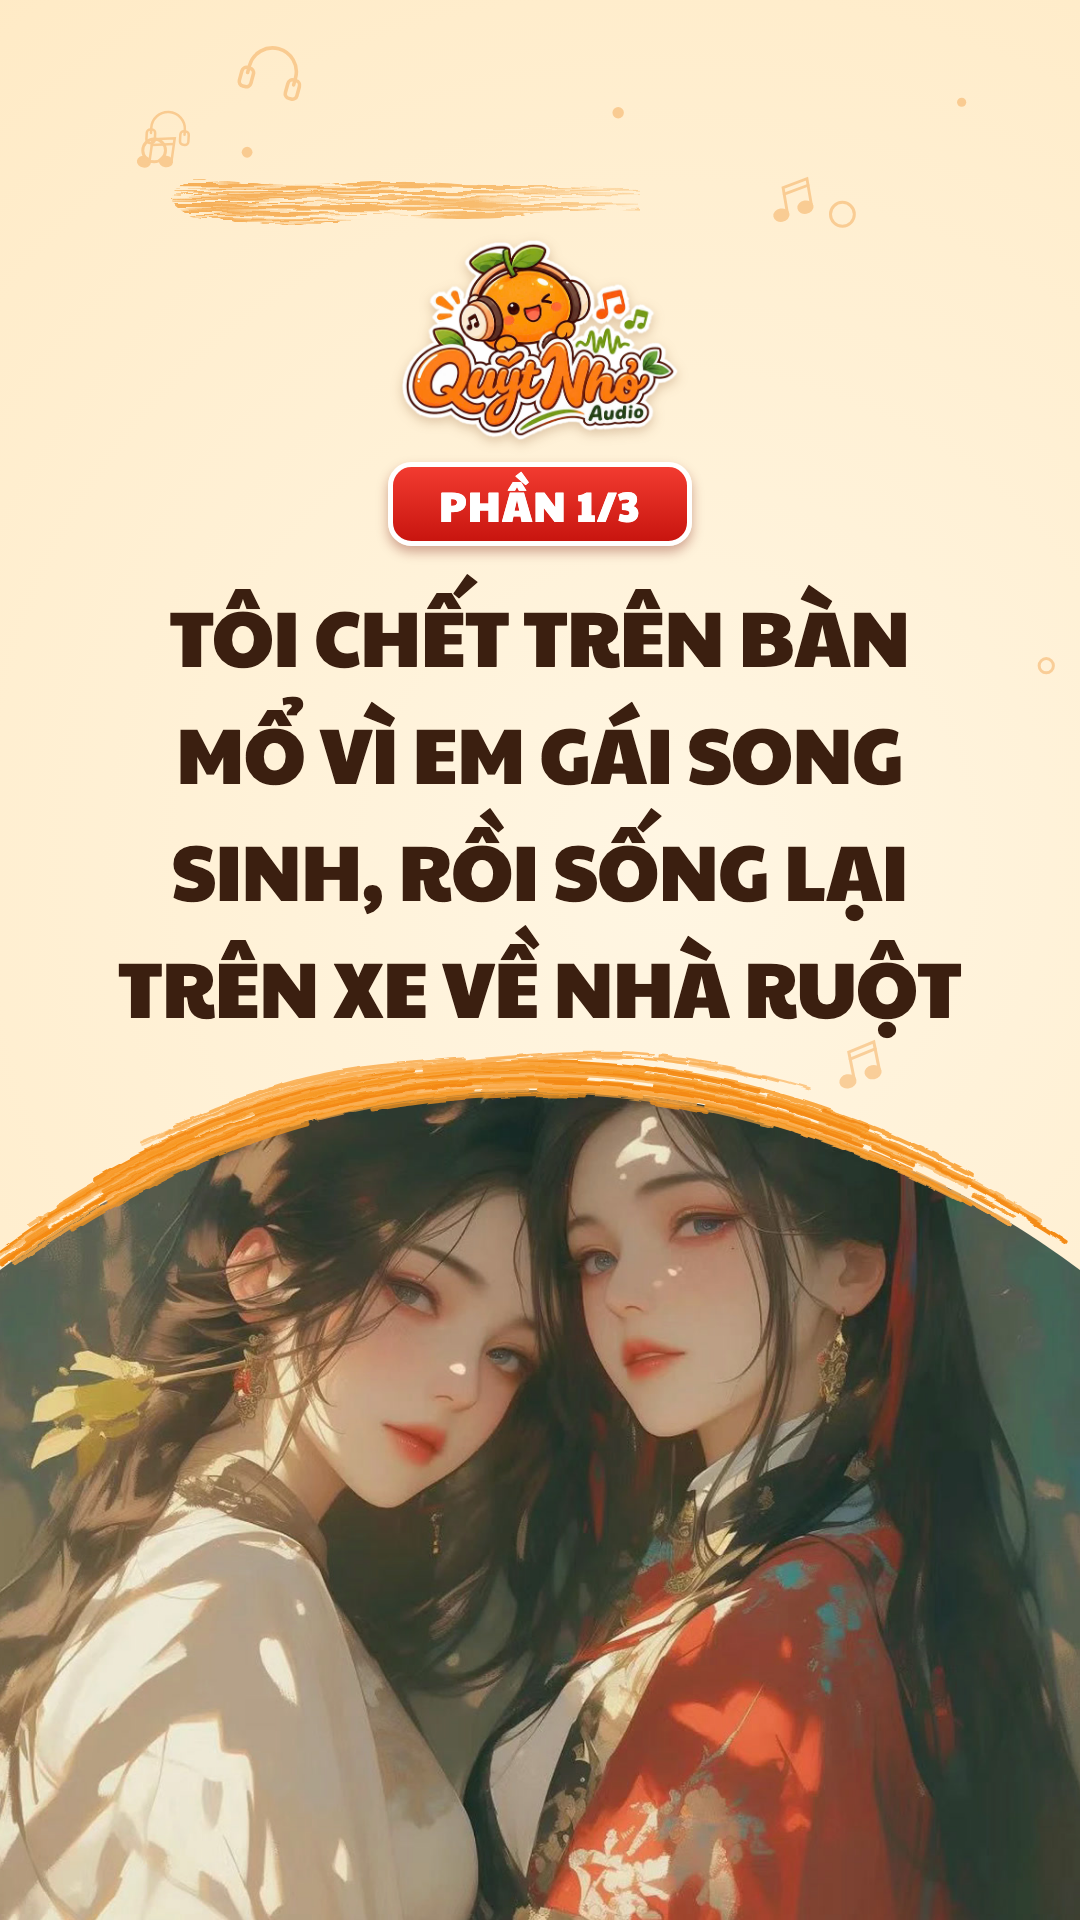 Quýt Nhỏ
Audio
PHẦN 1/3
TÔI CHẾT TRÊN BÀN
MỔ VÌ EM GÁI SONG
SINH, RỒI SỐNG LẠI
TRÊN XE VỀ NHÀ RUỘT